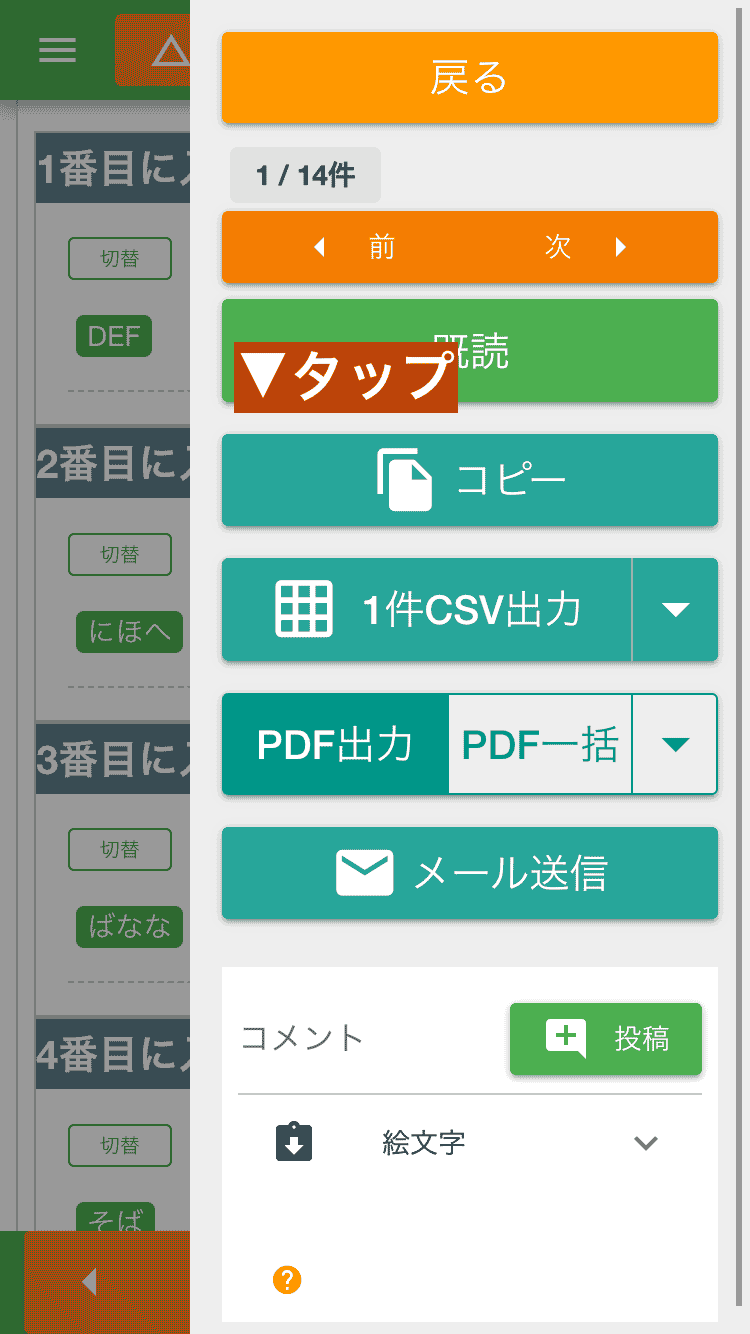 戻る
1 / 14件
前 次
既読
▼タップ
コピー
1件CSV出力
PDF出力 PDF一括
メール送信
コメント
投稿
絵文字
?
1番目に
切替
DEF
2番目に
切替
にほへ
3番目に
切替
ばなな
4番目に
切替
そば